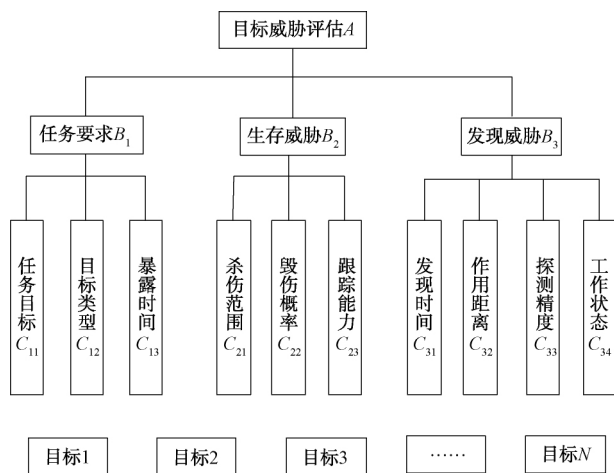 目标威胁评估A
任务要求B₁
生存威胁B₂
发现威胁B₃
任务目标C₁₁
目标类型C₁₂
暴露时间C₁₃
杀伤范围C₂₁
毁伤概率C₂₂
跟踪能力C₂₃
发现时间C₃₁
作用距离C₃₂
探测精度C₃₃
工作状态C₃₄
目标1
目标2
目标3
……
目标N